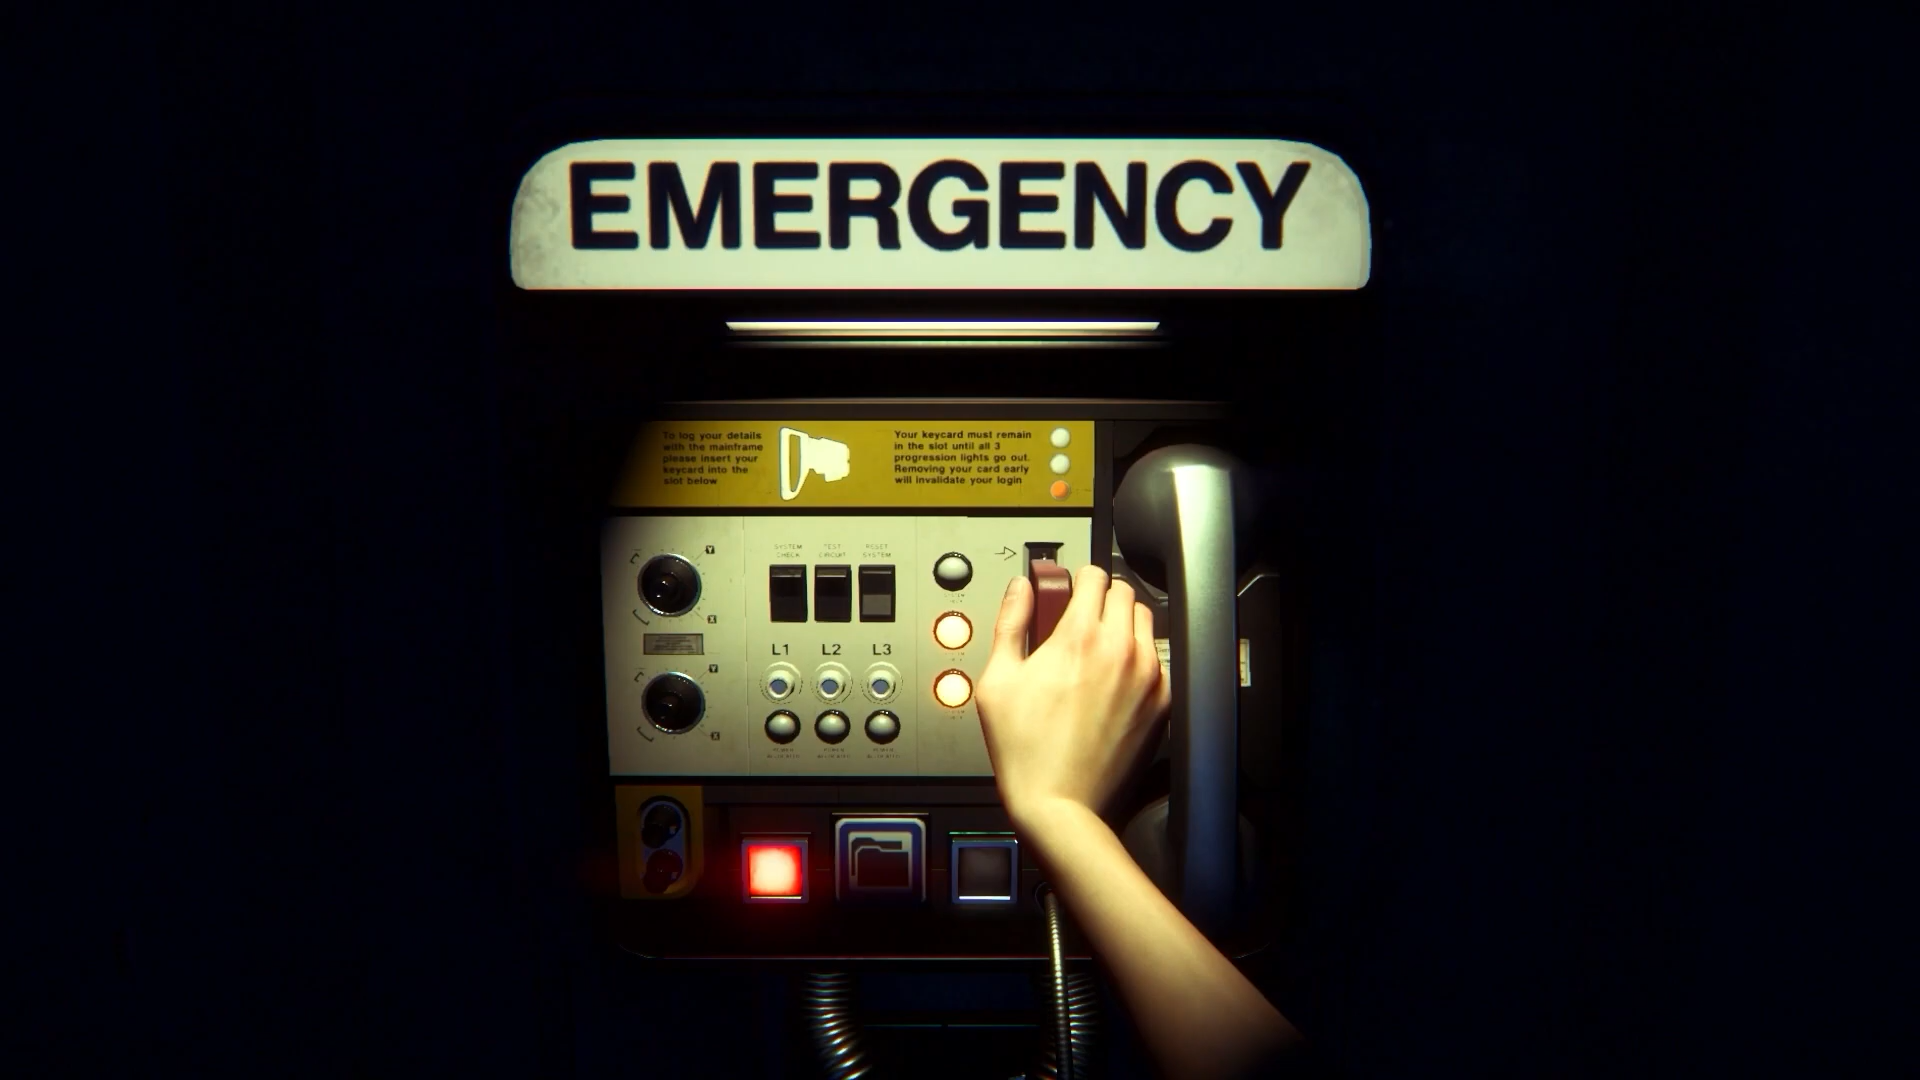 EMERGENCY
To log your details
with the mainframe
please insert your
keycard into the
slot below
Your keycard must remain
in the slot until all 3
progression lights go out.
Removing your card early
will invalidate your login
SYSTEM CHECK
TEST CIRCUIT
RESET SYSTEM
Y
X
L1 L2 L3
Y
X